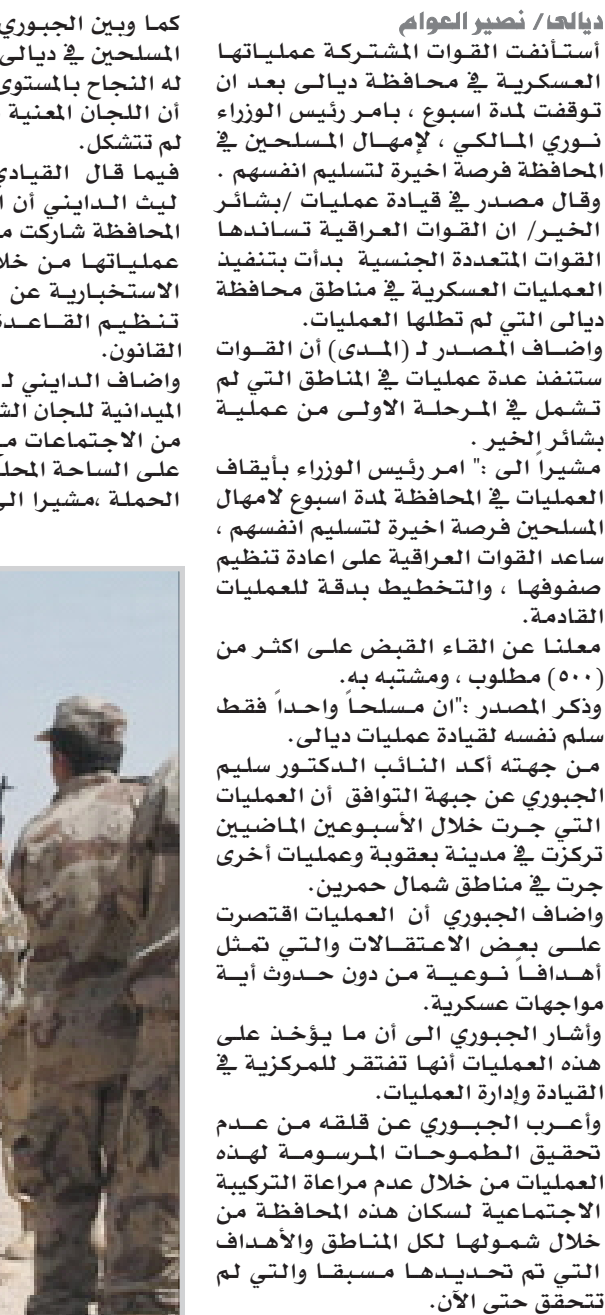 ديالى/ نصير العوام
أستأنفت القوات المشتركة عملياتها
العسكرية في محافظة ديالى بعد ان
توقفت لمدة اسبوع ، بامر رئيس الوزراء
نوري المالكي ، لإمهال المسلحين في
المحافظة فرصة اخيرة لتسليم انفسهم .
وقال مصدر في قيادة عمليات /بشائر
الخير/ ان القوات العراقية تساندها
القوات المتعددة الجنسية بدأت بتنفيذ
العمليات العسكرية في مناطق محافظة
ديالى التي لم تطلها العمليات.
واضاف المصدر لـ (المدى) أن القوات
ستنفذ عدة عمليات في المناطق التي لم
تشمل في المرحلة الاولى من عملية
بشائر الخير .
مشيراً الى :" امر رئيس الوزراء بأيقاف
العمليات في المحافظة لمدة اسبوع لامهال
المسلحين فرصة اخيرة لتسليم انفسهم ،
ساعد القوات العراقية على اعادة تنظيم
صفوفها ، والتخطيط بدقة للعمليات
القادمة.
معلنا عن القاء القبض على اكثر من
(٥٠٠) مطلوب ، ومشتبه به.
وذكر المصدر :"ان مسلحاً واحداً فقط
سلم نفسه لقيادة عمليات ديالى.
من جهته أكد النائب الدكتور سليم
الجبوري عن جبهة التوافق أن العمليات
التي جرت خلال الأسبوعين الماضيين
تركزت في مدينة بعقوبة وعمليات أخرى
جرت في مناطق شمال حمرين.
واضاف الجبوري أن العمليات اقتصرت
على بعض الاعتقالات والتي تمثل
أهدافاً نوعية من دون حدوث أية
مواجهات عسكرية.
وأشار الجبوري الى أن ما يؤخذ على
هذه العمليات أنها تفتقر للمركزية في
القيادة وإدارة العمليات.
وأعرب الجبوري عن قلقه من عدم
تحقيق الطموحات المرسومة لهذه
العمليات من خلال عدم مراعاة التركيبة
الاجتماعية لسكان هذه المحافظة من
خلال شمولها لكل المناطق والأهداف
التي تم تحديدها مسبقا والتي لم
تتحقق حتى الآن.
كما وبين الجبوري
المسلحين في ديالى
له النجاح بالمستوى
أن اللجان المعنية
لم تتشكل.
فيما قال القيادي
ليث الدايني أن
المحافظة شاركت
عملياتها من
الاستخبارية عن
تنظيم القاعدة
القانون.
واضاف الدايني لـ
الميدانية للجان
من الاجتماعات
على الساحة
الحملة ،مشيرا